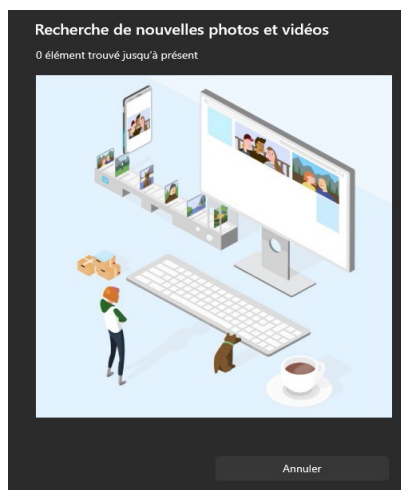 Recherche de nouvelles photos et vidéos
0 élément trouvé jusqu'à présent
Annuler